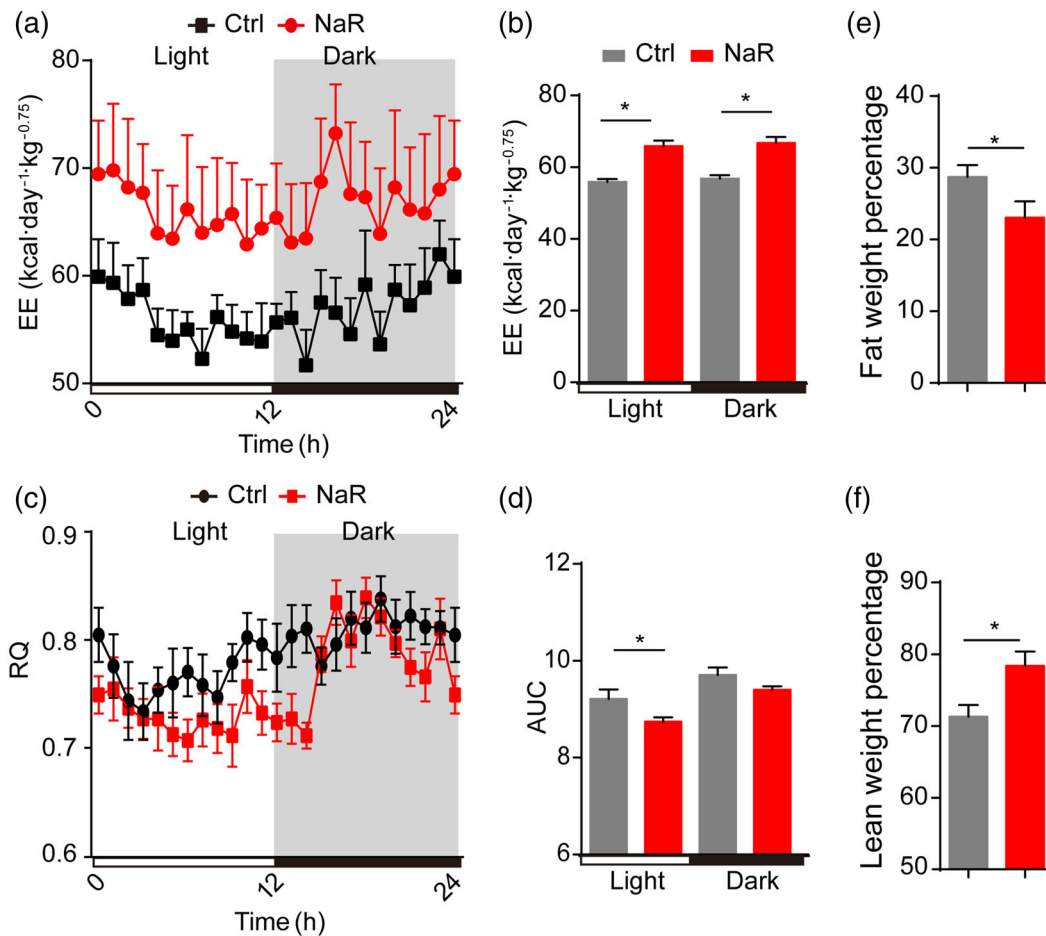 (a)
Ctrl NaR
Light Dark
80
70
60
50
EE (kcal·day⁻¹·kg⁻⁰·⁷⁵)
0 12 24
Time (h)
(b)
Ctrl NaR
80
60
40
20
0
EE (kcal·day⁻¹·kg⁻⁰·⁷⁵)
* *
Light Dark
(e)
40
30
20
10
0
Fat weight percentage
*
(c)
Ctrl NaR
Light Dark
0.9
0.8
0.7
0.6
RQ
0 12 24
Time (h)
(d)
12
10
8
6
AUC
*
Light Dark
(f)
90
80
70
60
50
Lean weight percentage
*